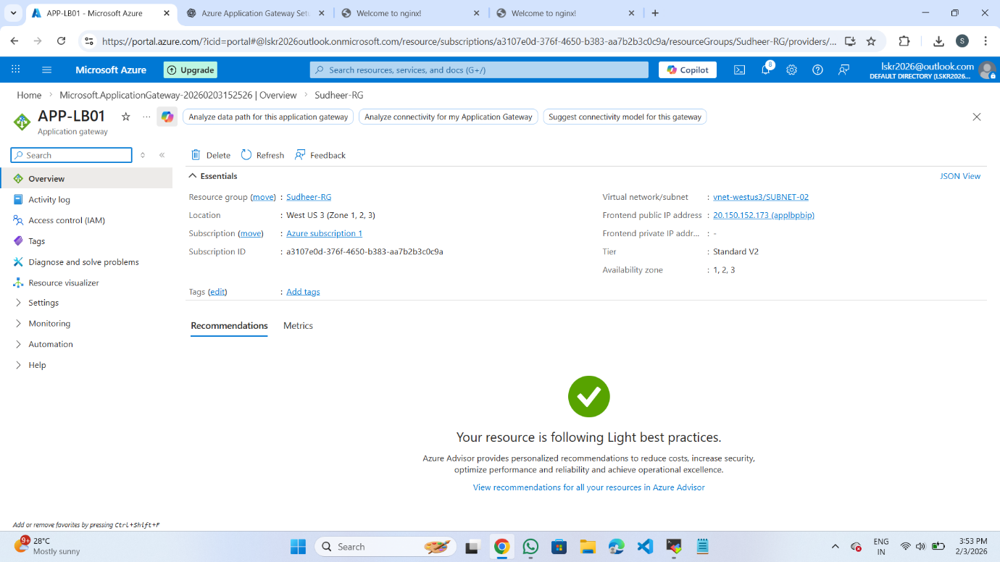 APP-LB01 - Microsoft Azure
Azure Application Gateway Setu
Welcome to nginx!
Welcome to nginx!
https://portal.azure.com/?icid=portal#@lskr2026outlook.onmicrosoft.com/resource/subscriptions/a3107e0d-376f-4650-b383-aa7b2b3c0c9a/resourceGroups/Sudheer-RG/providers/...
S
Microsoft Azure
Upgrade
Search resources, services, and docs (G+/)
Copilot
8
lskr2026@outlook.com
DEFAULT DIRECTORY (LSKR2026...
Home > Microsoft.ApplicationGateway-20260203152526 | Overview > Sudheer-RG
APP-LB01
Application gateway
Analyze data path for this application gateway
Analyze connectivity for my Application Gateway
Suggest connectivity model for this gateway
Search
Overview
Activity log
Access control (IAM)
Tags
Diagnose and solve problems
Resource visualizer
Settings
Monitoring
Automation
Help
Add or remove favorites by pressing Ctrl+Shift+F
Delete
Refresh
Feedback
Essentials
JSON View
Resource group (move) : Sudheer-RG
Location : West US 3 (Zone 1, 2, 3)
Subscription (move) : Azure subscription 1
Subscription ID : a3107e0d-376f-4650-b383-aa7b2b3c0c9a
Virtual network/subnet : vnet-westus3/SUBNET-02
Frontend public IP address : 20.150.152.173 (applbpbip)
Frontend private IP addr... : -
Tier : Standard V2
Availability zone : 1, 2, 3
Tags (edit) : Add tags
Recommendations
Metrics
Your resource is following Light best practices.
Azure Advisor provides personalized recommendations to reduce costs, increase security,
optimize performance and reliability and achieve operational excellence.
View recommendations for all your resources in Azure Advisor
9+
28°C
Mostly sunny
Search
ENG
IN
3:53 PM
2/3/2026